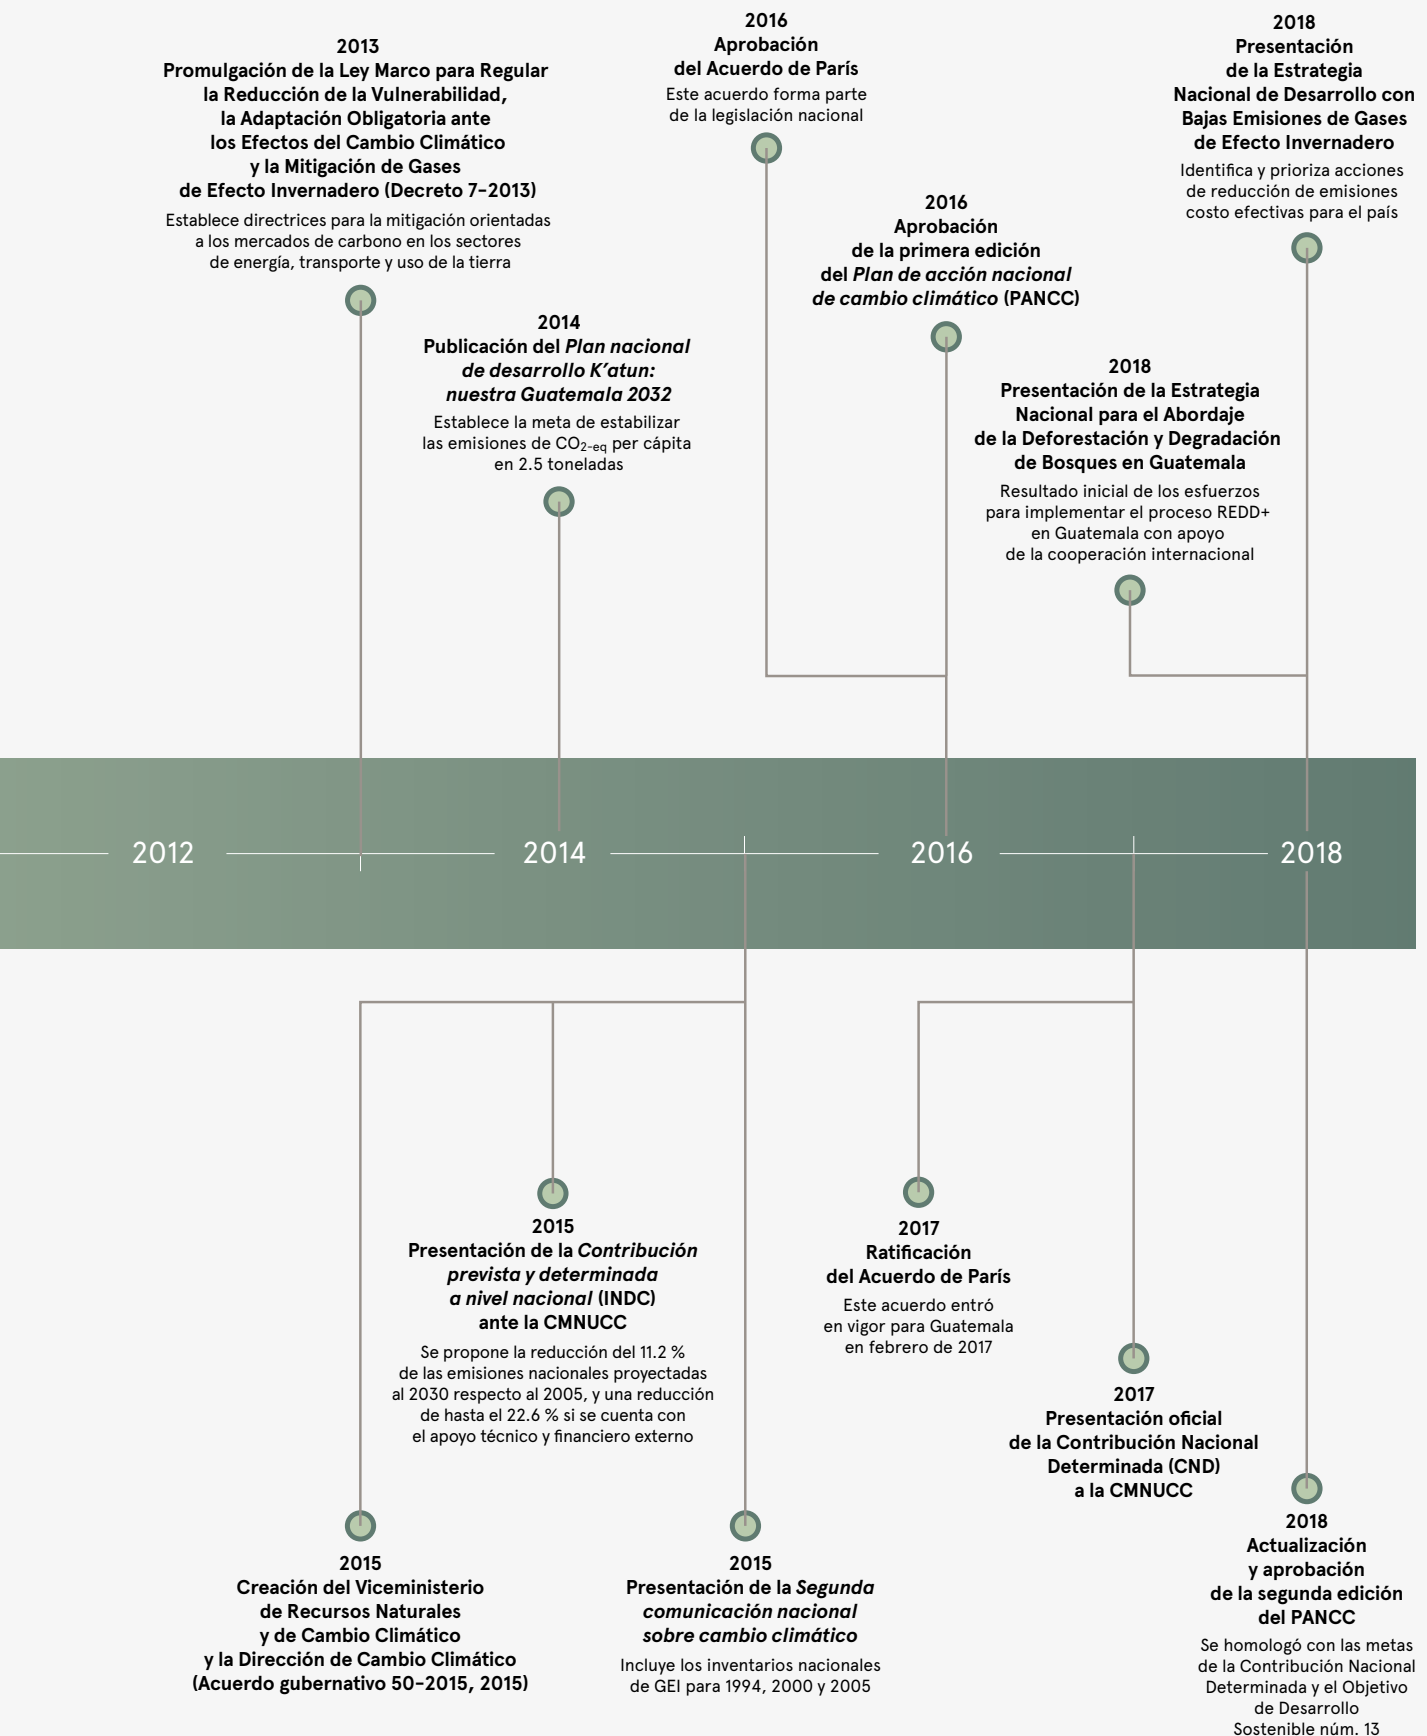 2013
Promulgación de la Ley Marco para Regular
la Reducción de la Vulnerabilidad,
la Adaptación Obligatoria ante
los Efectos del Cambio Climático
y la Mitigación de Gases
de Efecto Invernadero (Decreto 7-2013)
Establece directrices para la mitigación orientadas
a los mercados de carbono en los sectores
de energía, transporte y uso de la tierra
2014
Publicación del Plan nacional
de desarrollo K’atun:
nuestra Guatemala 2032
Establece la meta de estabilizar
las emisiones de CO2-eq per cápita
en 2.5 toneladas
2016
Aprobación
del Acuerdo de París
Este acuerdo forma parte
de la legislación nacional
2016
Aprobación
de la primera edición
del Plan de acción nacional
de cambio climático (PANCC)
2018
Presentación de la Estrategia
Nacional para el Abordaje
de la Deforestación y Degradación
de Bosques en Guatemala
Resultado inicial de los esfuerzos
para implementar el proceso REDD+
en Guatemala con apoyo
de la cooperación internacional
2018
Presentación
de la Estrategia
Nacional de Desarrollo con
Bajas Emisiones de Gases
de Efecto Invernadero
Identifica y prioriza acciones
de reducción de emisiones
costo efectivas para el país
2012
2014
2016
2018
2015
Creación del Viceministerio
de Recursos Naturales
y de Cambio Climático
y la Dirección de Cambio Climático
(Acuerdo gubernativo 50-2015, 2015)
2015
Presentación de la Contribución
prevista y determinada
a nivel nacional (INDC)
ante la CMNUCC
Se propone la reducción del 11.2 %
de las emisiones nacionales proyectadas
al 2030 respecto al 2005, y una reducción
de hasta el 22.6 % si se cuenta con
el apoyo técnico y financiero externo
2015
Presentación de la Segunda
comunicación nacional
sobre cambio climático
Incluye los inventarios nacionales
de GEI para 1994, 2000 y 2005
2017
Ratificación
del Acuerdo de París
Este acuerdo entró
en vigor para Guatemala
en febrero de 2017
2017
Presentación oficial
de la Contribución Nacional
Determinada (CND)
a la CMNUCC
2018
Actualización
y aprobación
de la segunda edición
del PANCC
Se homologó con las metas
de la Contribución Nacional
Determinada y el Objetivo
de Desarrollo
Sostenible núm. 13